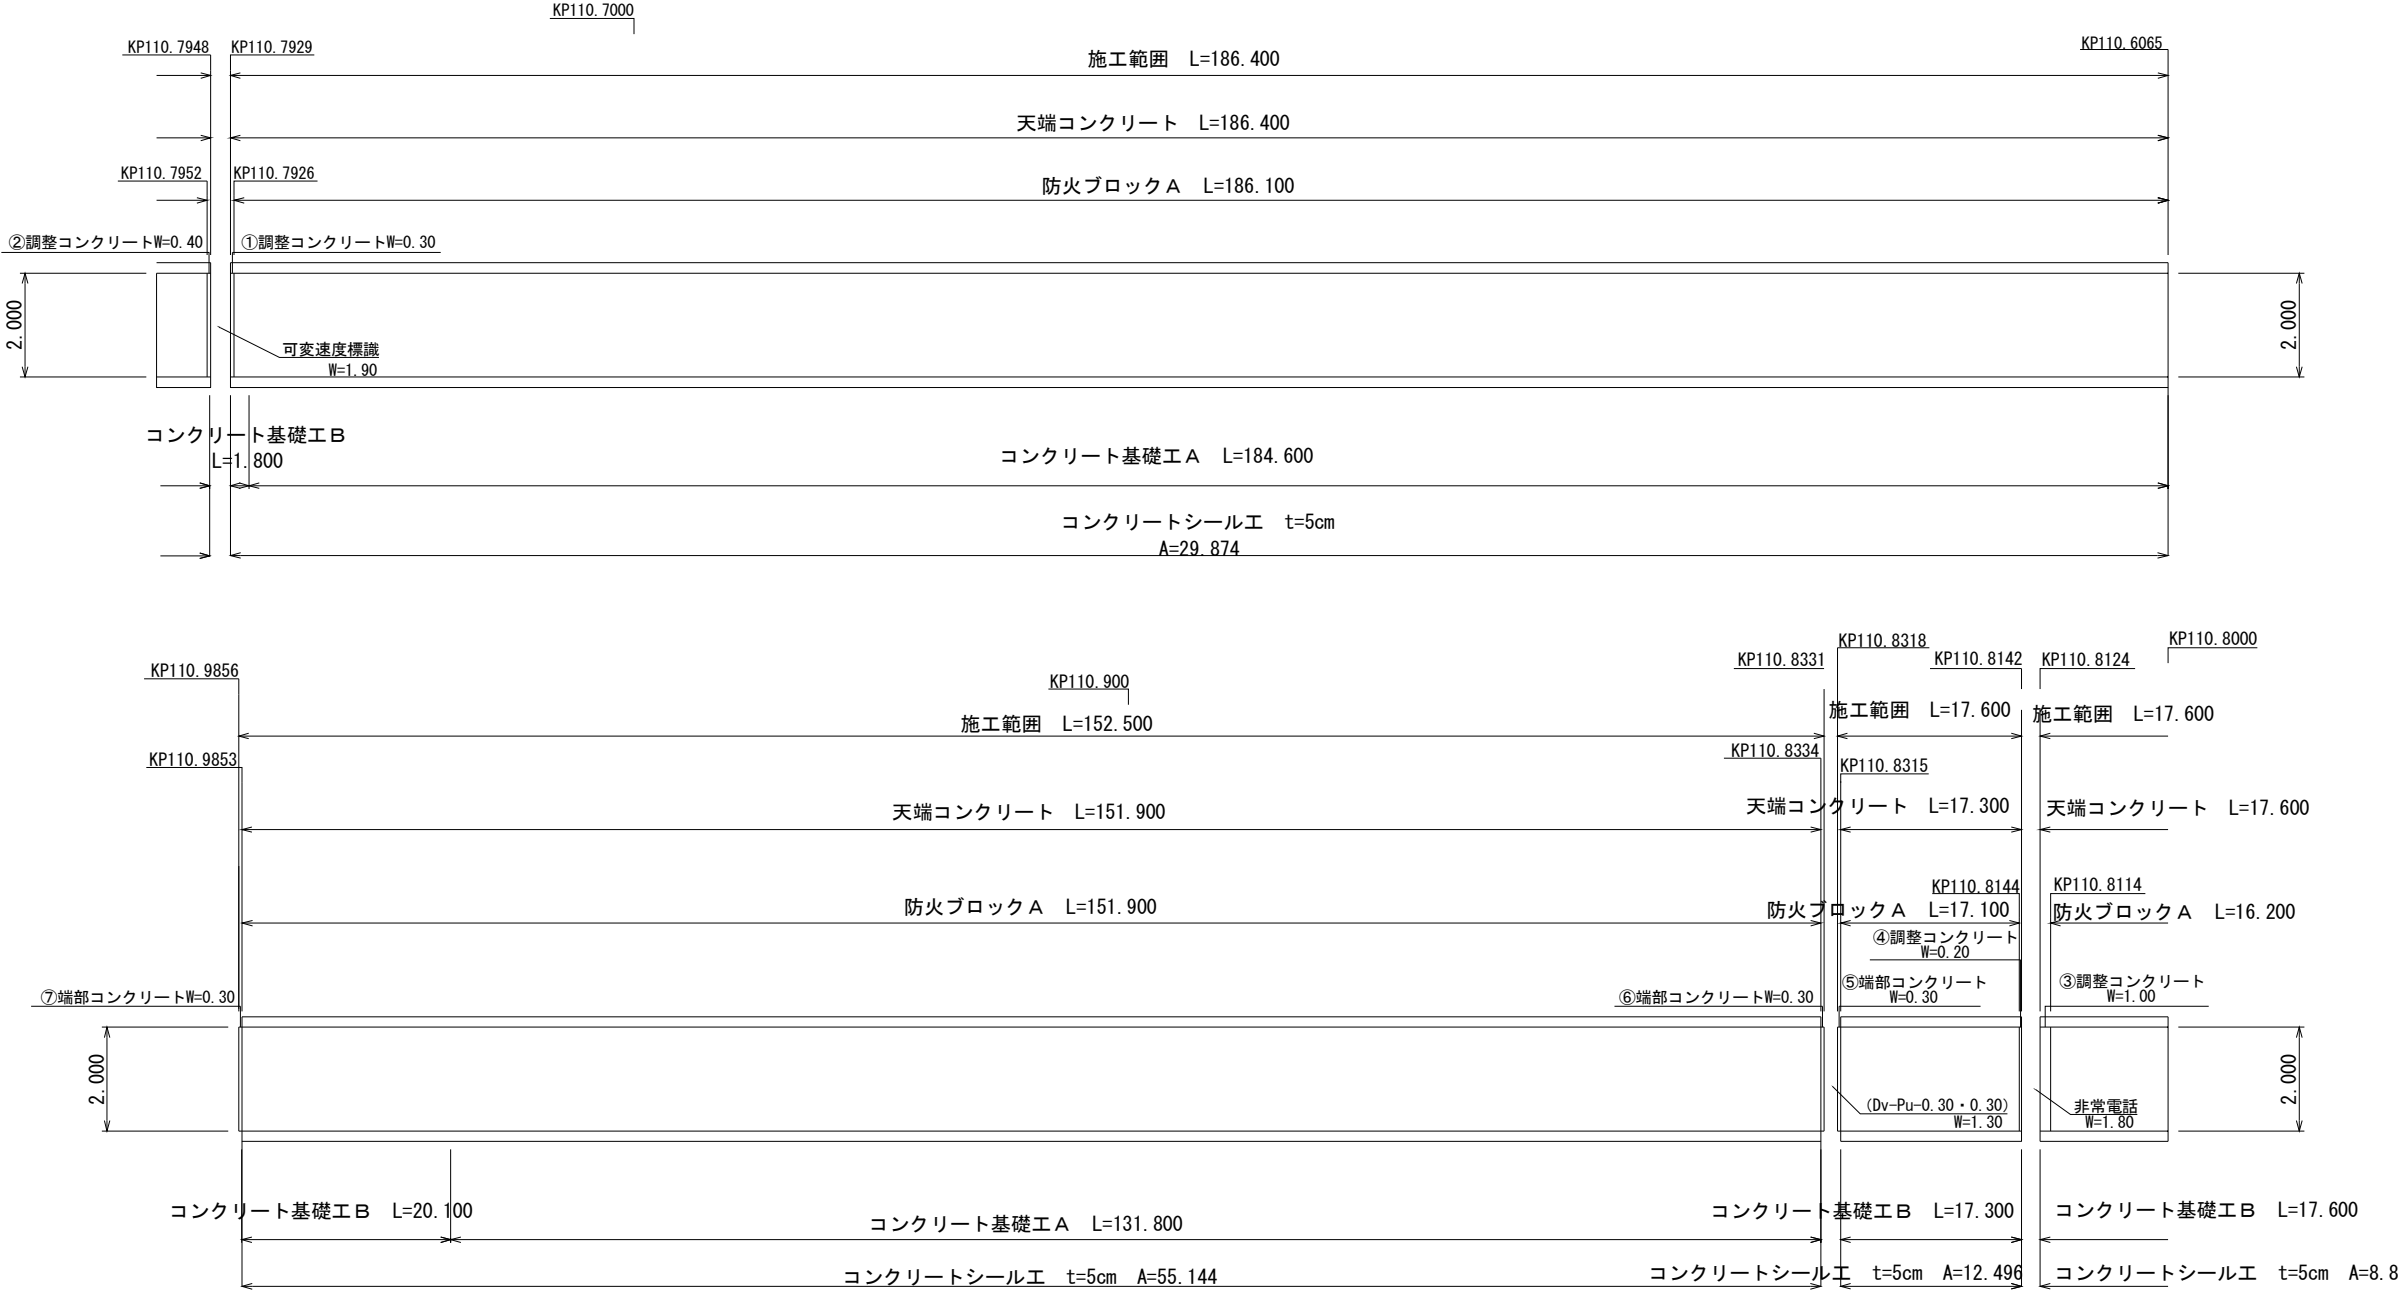 KP110.7000
KP110.7948
KP110.7929
KP110.6065
施工範囲　L=186.400
天端コンクリート　L=186.400
KP110.7952
KP110.7926
防火ブロックA　L=186.100
②調整コンクリートW=0.40
①調整コンクリートW=0.30
2.000
2.000
可変速度標識
W=1.90
コンクリート基礎工B
L=1.800
コンクリート基礎工A　L=184.600
コンクリートシール工　t=5cm
A=29.874
KP110.9856
KP110.900
KP110.8331
KP110.8318
KP110.8142
KP110.8124
KP110.8000
施工範囲　L=152.500
施工範囲　L=17.600
施工範囲　L=17.600
KP110.9853
KP110.8334
KP110.8315
天端コンクリート　L=151.900
天端コンクリート　L=17.300
天端コンクリート　L=17.600
KP110.8144
KP110.8114
防火ブロックA　L=151.900
防火ブロックA　L=17.100
防火ブロックA　L=16.200
④調整コンクリート
W=0.20
⑦端部コンクリートW=0.30
⑥端部コンクリートW=0.30
⑤端部コンクリート
W=0.30
③調整コンクリート
W=1.00
2.000
2.000
(Dv-Pu-0.30・0.30)
W=1.30
非常電話
W=1.80
コンクリート基礎工B　L=20.100
コンクリート基礎工A　L=131.800
コンクリート基礎工B　L=17.300
コンクリート基礎工B　L=17.600
コンクリートシール工　t=5cm　A=55.144
コンクリートシール工　t=5cm　A=12.496
コンクリートシール工　t=5cm　A=8.8